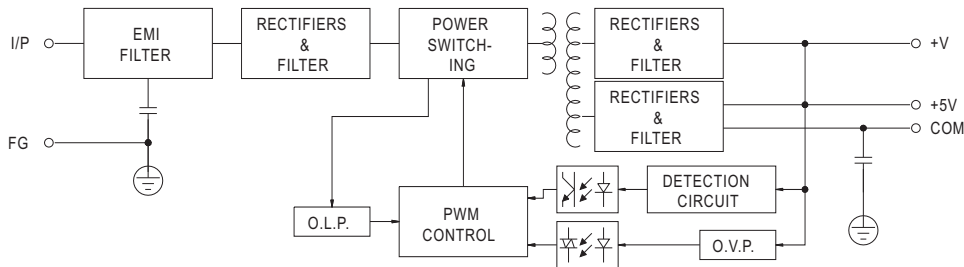 I/P
EMI
FILTER
RECTIFIERS
&
FILTER
POWER
SWITCH-
ING
RECTIFIERS
&
FILTER
+V
RECTIFIERS
&
FILTER
+5V
COM
FG
O.L.P.
PWM
CONTROL
DETECTION
CIRCUIT
O.V.P.